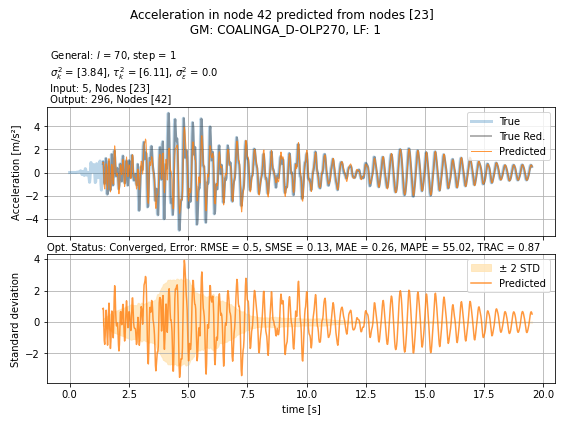 Acceleration in node 42 predicted from nodes [23]
GM: COALINGA_D-OLP270, LF: 1
General: l = 70, step = 1
σ²ₖ = [3.84], τ²ₖ = [6.11], σ²ε = 0.0
Input: 5, Nodes [23]
Output: 296, Nodes [42]
Acceleration [m/s²]
4
2
0
−2
−4
True
True Red.
Predicted
Opt. Status: Converged, Error: RMSE = 0.5, SMSE = 0.13, MAE = 0.26, MAPE = 55.02, TRAC = 0.87
Standard deviation
4
2
0
−2
± 2 STD
Predicted
0.0 2.5 5.0 7.5 10.0 12.5 15.0 17.5 20.0
time [s]